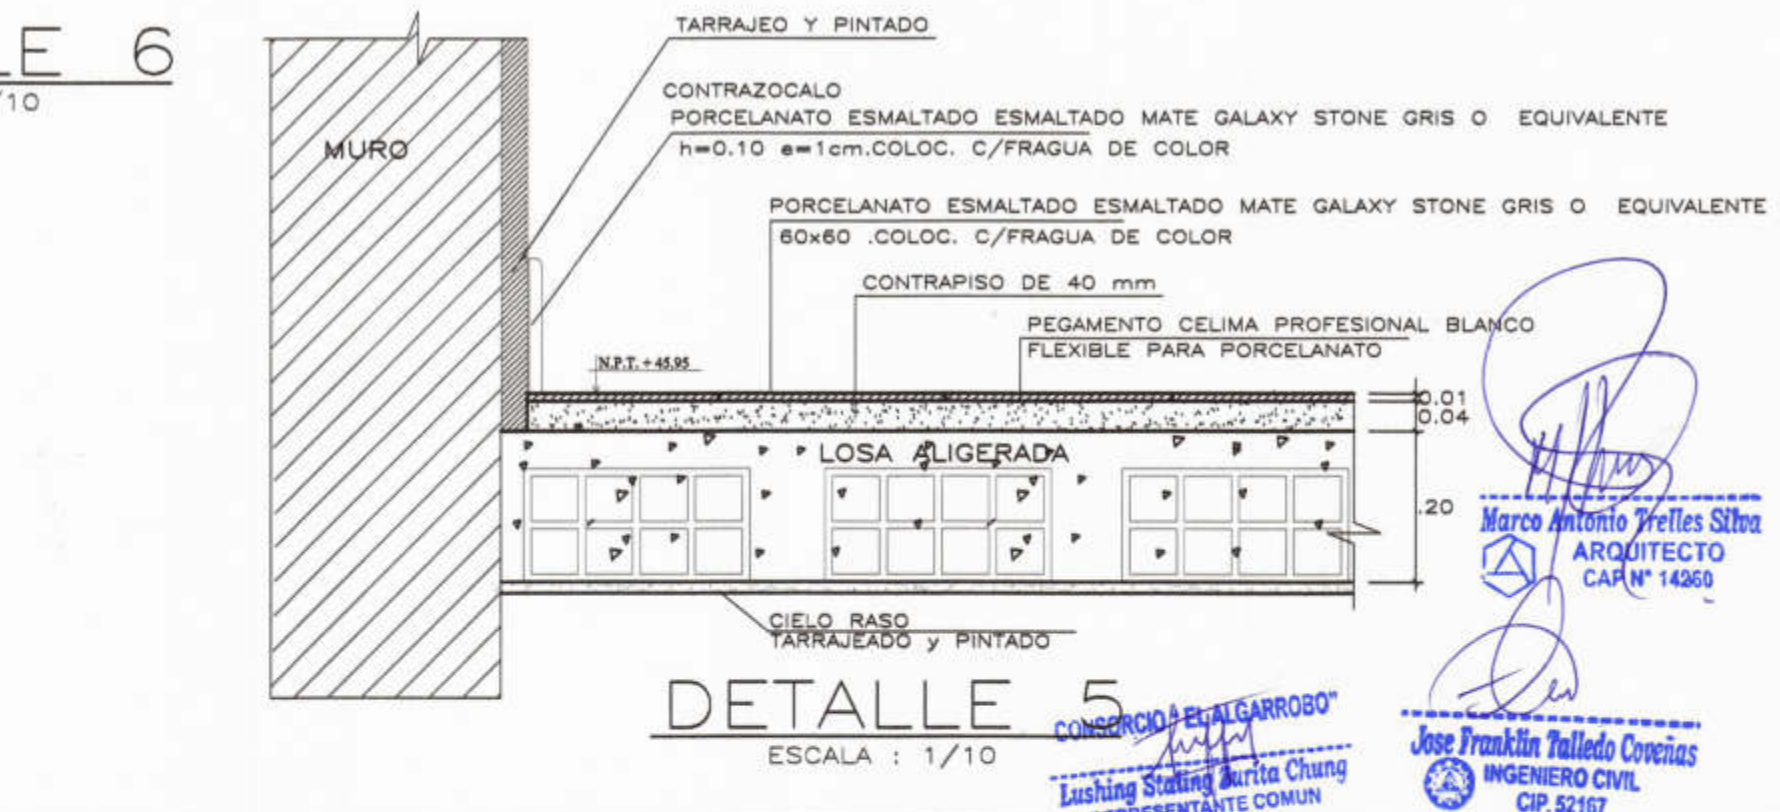 LE 6
/10
TARRAJEO Y PINTADO
CONTRAZOCALO
PORCELANATO ESMALTADO ESMALTADO MATE GALAXY STONE GRIS O EQUIVALENTE
h=0.10 e=1cm.COLOC. C/FRAGUA DE COLOR
MURO
PORCELANATO ESMALTADO ESMALTADO MATE GALAXY STONE GRIS O EQUIVALENTE
60x60 .COLOC. C/FRAGUA DE COLOR
CONTRAPISO DE 40 mm
PEGAMENTO CELIMA PROFESIONAL BLANCO
FLEXIBLE PARA PORCELANATO
N.P.T. + 45.95
0.01
0.04
LOSA ALIGERADA
.20
Marco Antonio Trelles Silva
ARQUITECTO
CAP N° 14260
CIELO RASO
TARRAJEADO y PINTADO
DETALLE 5
ESCALA : 1/10
CONSORCIO "EL ALGARROBO"
Lushing Staling Zurita Chung
REPRESENTANTE COMUN
Jose Franklin Talledo Coveñas
INGENIERO CIVIL
CIP. 52167